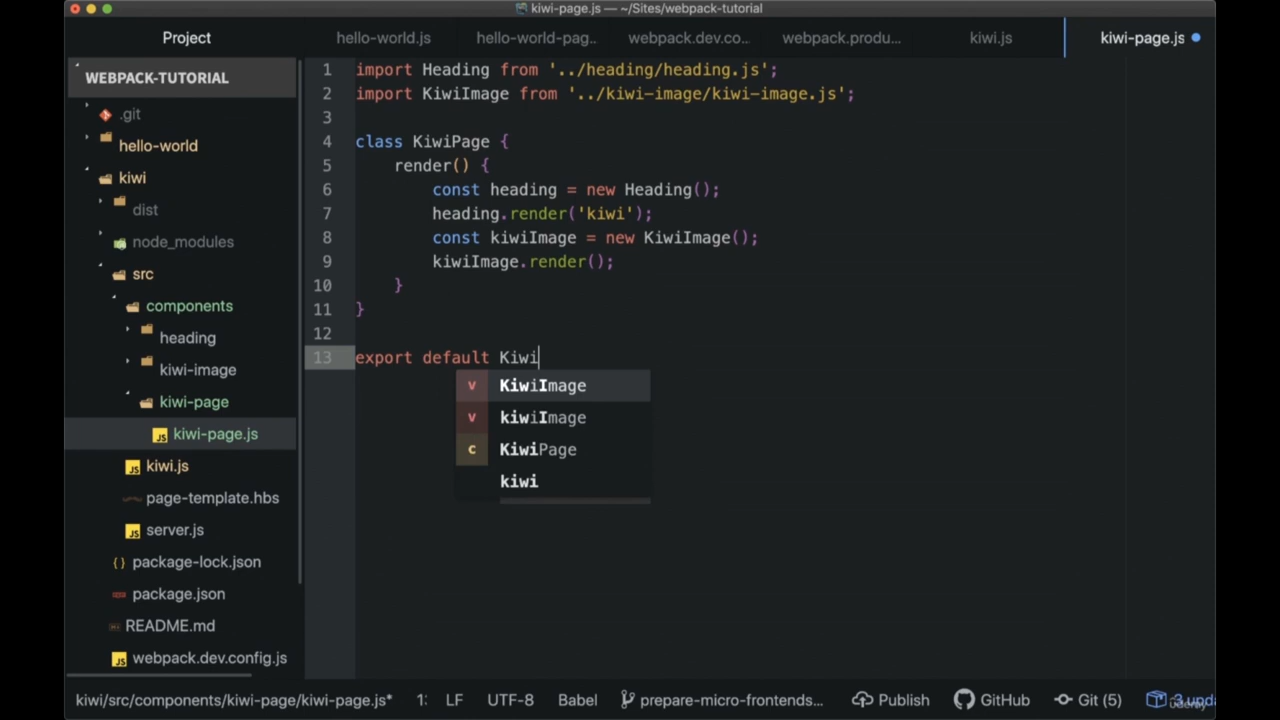 kiwi-page.js — ~/Sites/webpack-tutorial
Project
hello-world.js
hello-world-pag...
webpack.dev.co...
webpack.produ...
kiwi.js
kiwi-page.js
WEBPACK-TUTORIAL
.git
hello-world
kiwi
dist
node_modules
src
components
heading
kiwi-image
kiwi-page
JS kiwi-page.js
JS kiwi.js
page-template.hbs
JS server.js
{} package-lock.json
package.json
README.md
JS webpack.dev.config.js
1 import Heading from '../heading/heading.js';
2 import KiwiImage from '../kiwi-image/kiwi-image.js';
3
4 class KiwiPage {
5 render() {
6 const heading = new Heading();
7 heading.render('kiwi');
8 const kiwiImage = new KiwiImage();
9 kiwiImage.render();
10 }
11 }
12
13 export default Kiwi
v KiwiImage
v kiwiImage
c KiwiPage
kiwi
kiwi/src/components/kiwi-page/kiwi-page.js* 1: LF UTF-8 Babel prepare-micro-frontends... Publish GitHub Git (5) 3 upda